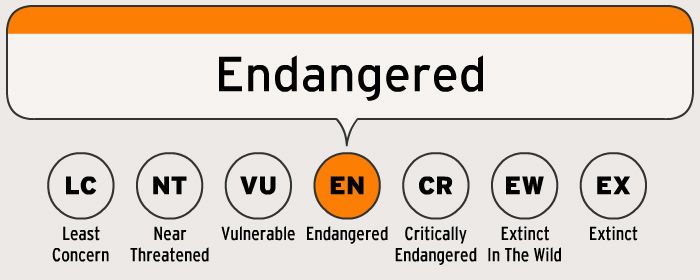 Endangered
LC NT VU EN CR EW EX
Least Near Vulnerable Endangered Critically Extinct Extinct
Concern Threatened Endangered In The Wild